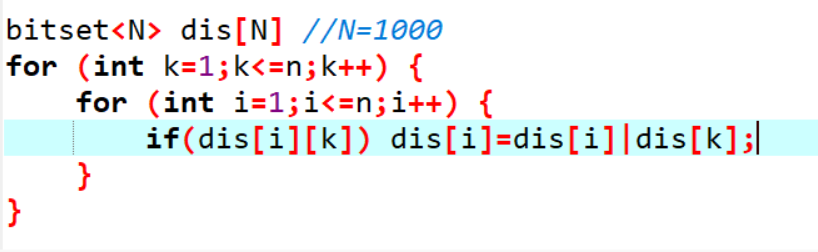 bitset<N> dis[N] //N=1000
for (int k=1;k<=n;k++) {
for (int i=1;i<=n;i++) {
if(dis[i][k]) dis[i]=dis[i]|dis[k];
}
}